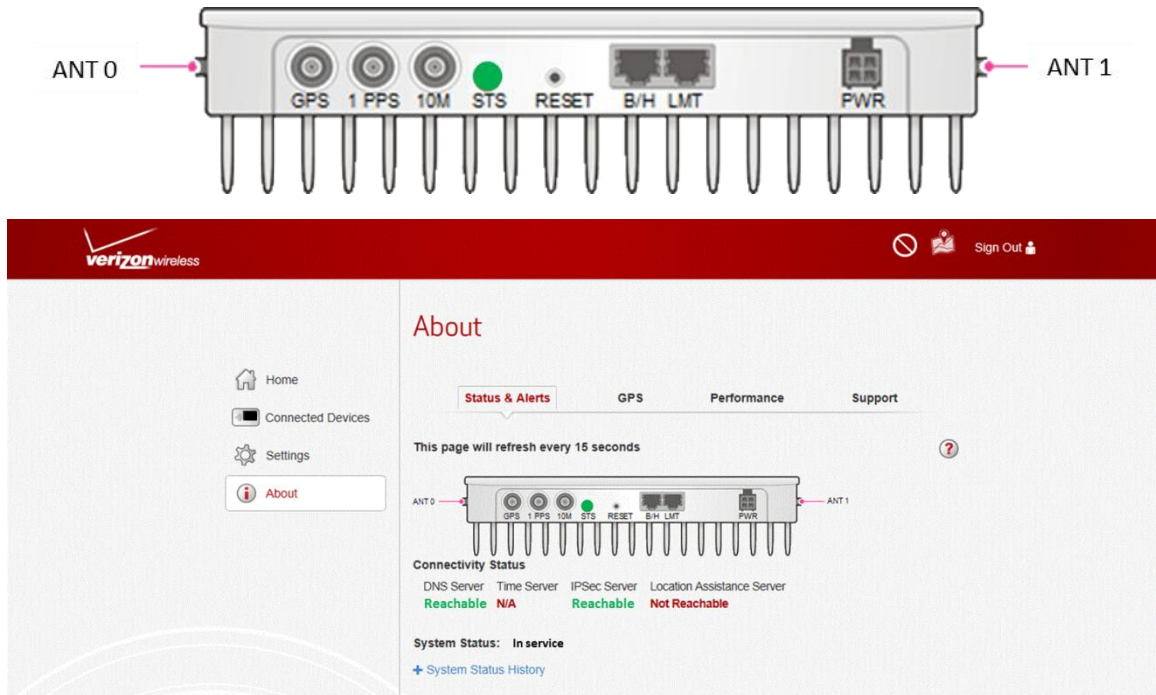 ANT 0
ANT 1
GPS 1 PPS 10M STS RESET B/H LMT PWR
verizonwireless
Sign Out
About
Home
Connected Devices
Settings
About
Status & Alerts GPS Performance Support
This page will refresh every 15 seconds
?
ANT 0
ANT 1
GPS 1 PPS 10M STS RESET B/H LMT PWR
Connectivity Status
DNS Server Time Server IPSec Server Location Assistance Server
Reachable N/A Reachable Not Reachable
System Status: In service
+ System Status History